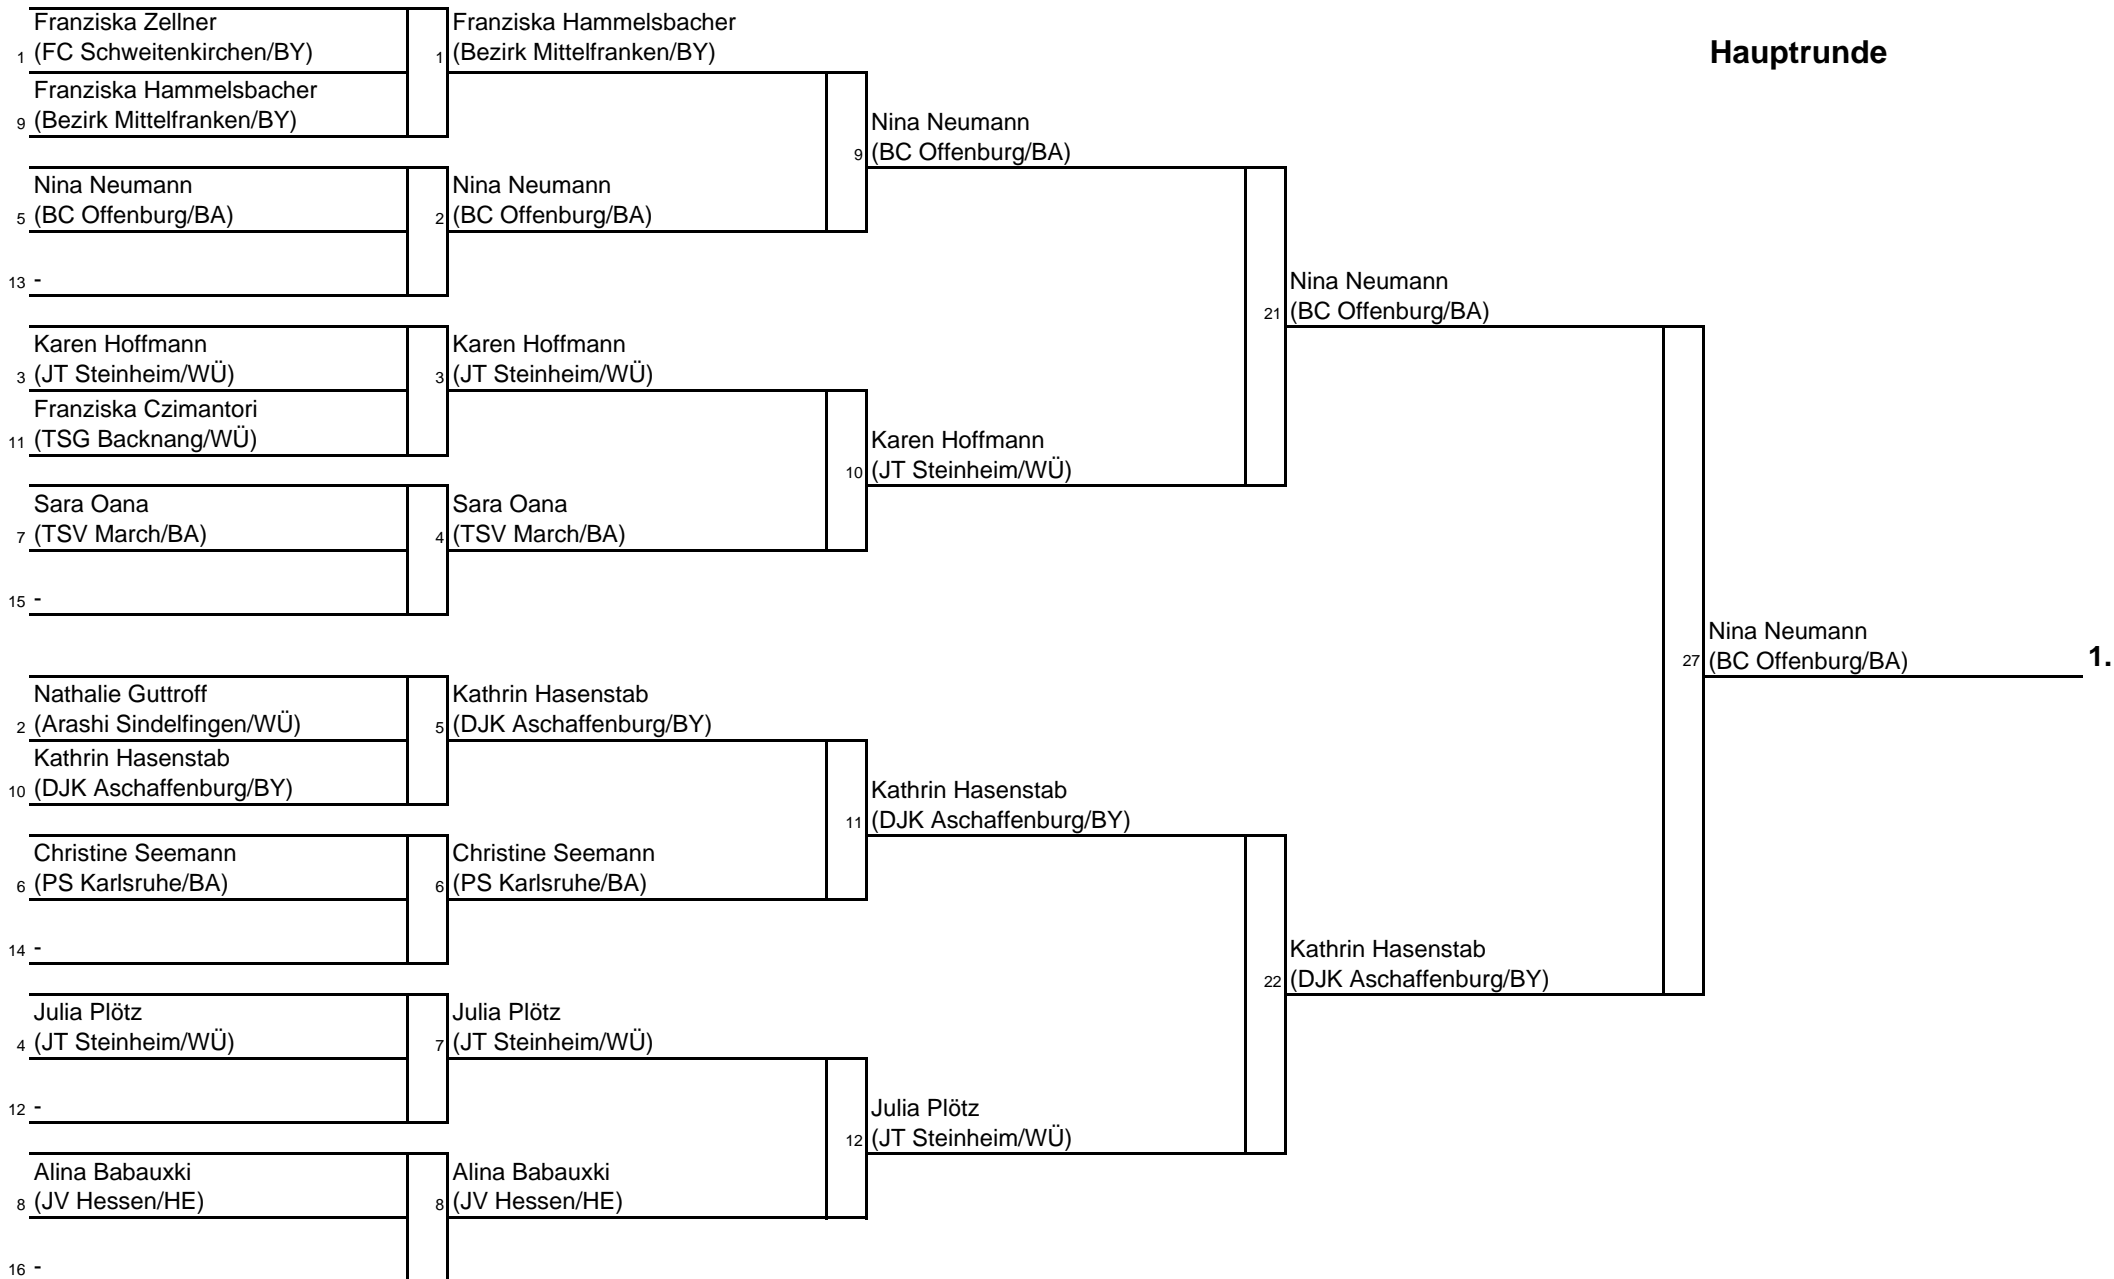 Hauptrunde
Franziska Zellner
1 (FC Schweitenkirchen/BY)
Franziska Hammelsbacher
9 (Bezirk Mittelfranken/BY)
Nina Neumann
5 (BC Offenburg/BA)
13 -
Karen Hoffmann
3 (JT Steinheim/WÜ)
Franziska Czimantori
11 (TSG Backnang/WÜ)
Sara Oana
7 (TSV March/BA)
15 -
Nathalie Guttroff
2 (Arashi Sindelfingen/WÜ)
Kathrin Hasenstab
10 (DJK Aschaffenburg/BY)
Christine Seemann
6 (PS Karlsruhe/BA)
14 -
Julia Plötz
4 (JT Steinheim/WÜ)
12 -
Alina Babauxki
8 (JV Hessen/HE)
16 -
Franziska Hammelsbacher
1 (Bezirk Mittelfranken/BY)
Nina Neumann
2 (BC Offenburg/BA)
Karen Hoffmann
3 (JT Steinheim/WÜ)
Sara Oana
4 (TSV March/BA)
Kathrin Hasenstab
5 (DJK Aschaffenburg/BY)
Christine Seemann
6 (PS Karlsruhe/BA)
Julia Plötz
7 (JT Steinheim/WÜ)
Alina Babauxki
8 (JV Hessen/HE)
Nina Neumann
9 (BC Offenburg/BA)
Karen Hoffmann
10 (JT Steinheim/WÜ)
Kathrin Hasenstab
11 (DJK Aschaffenburg/BY)
Julia Plötz
12 (JT Steinheim/WÜ)
Nina Neumann
21 (BC Offenburg/BA)
Kathrin Hasenstab
22 (DJK Aschaffenburg/BY)
Nina Neumann
27 (BC Offenburg/BA) 1.